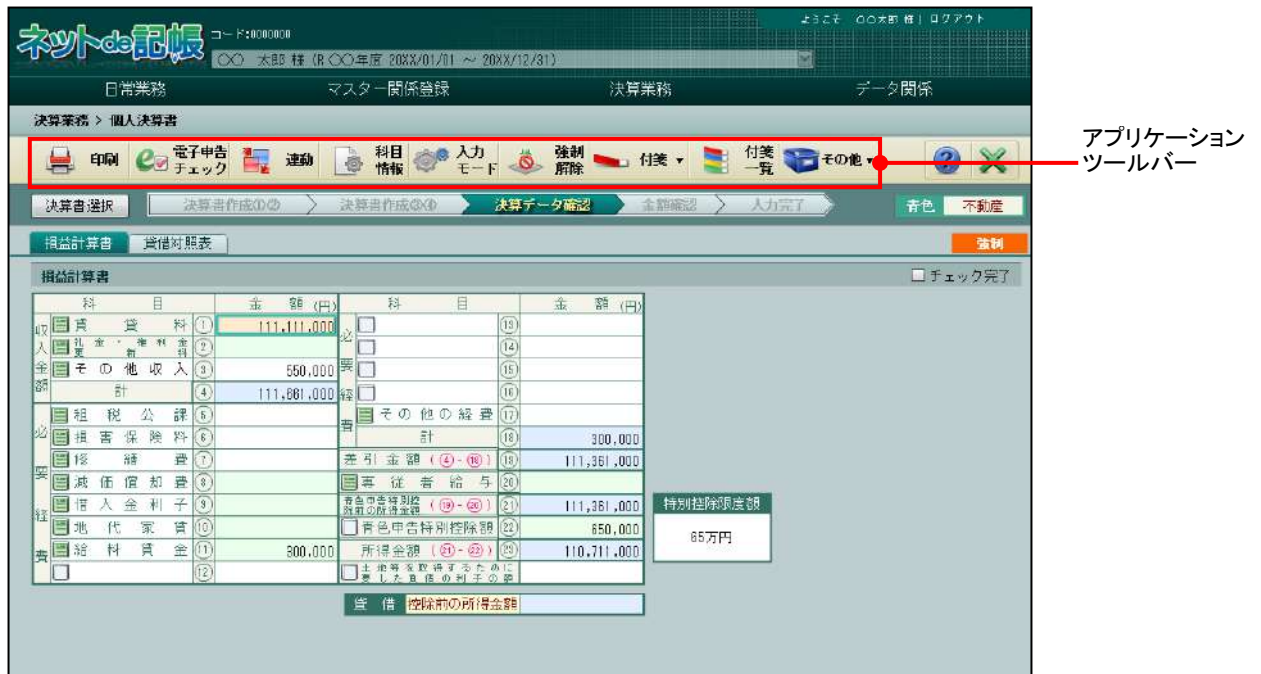 ようこそ 〇〇太郎 様 | ログアウト
ネットde記帳
コード:0000000
〇〇 太郎 様 (R 〇〇年度 20XX/01/01 ～ 20XX/12/31)
日常業務 マスター関係登録 決算業務 データ関係
決算業務 > 個人決算書
印刷 電子申告チェック 連動 科目情報 入力モード 強制解除 付箋 ▼ 付箋一覧 その他 ▼
アプリケーション
ツールバー
決算書選択 決算書作成①② 決算書作成③④ 決算データ確認 金額確認 入力完了 青色 不動産
損益計算書 貸借対照表 強制
損益計算書 チェック完了
科 目 金 額 (円) 科 目 金 額 (円)
収入金額 必要経費
賃貸料 ① 111,111,000 ⑬
礼金・権利金更新料 ② ⑭
その他収入 ③ 550,000 ⑮
計 ④ 111,661,000 ⑯
必要経費
租税公課 ⑤ その他の経費 ⑰
損害保険料 ⑥ 計 ⑱ 300,000
修繕費 ⑦ 差引金額 (④-⑱) ⑲ 111,361,000
減価償却費 ⑧ 専従者給与 ⑳
借入金利子 ⑨ 青色申告特別控除前の所得金額 (⑲-⑳) ㉑ 111,361,000
地代家賃 ⑩ 青色申告特別控除額 ㉒ 650,000
給料賃金 ⑪ 300,000 所得金額 (㉑-㉒) ㉓ 110,711,000
⑫ 土地等を取得するために要した負債の利子の額
特別控除限度額
65万円
貸借 控除前の所得金額